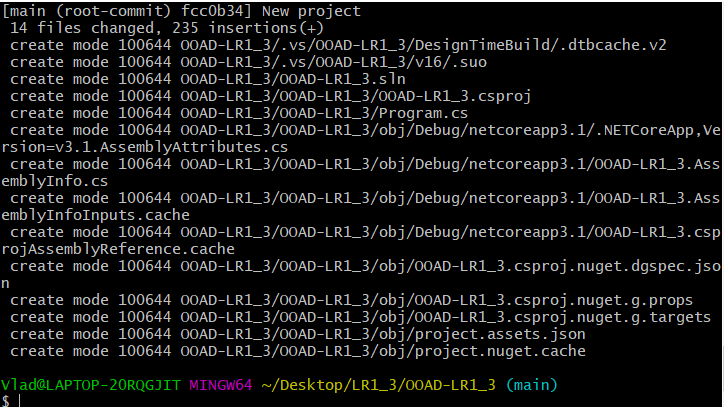 [main (root-commit) fcc0b34] New project
 14 files changed, 235 insertions(+)
 create mode 100644 OOAD-LR1_3/.vs/OOAD-LR1_3/DesignTimeBuild/.dtbcache.v2
 create mode 100644 OOAD-LR1_3/.vs/OOAD-LR1_3/v16/.suo
 create mode 100644 OOAD-LR1_3/OOAD-LR1_3.sln
 create mode 100644 OOAD-LR1_3/OOAD-LR1_3/OOAD-LR1_3.csproj
 create mode 100644 OOAD-LR1_3/OOAD-LR1_3/Program.cs
 create mode 100644 OOAD-LR1_3/OOAD-LR1_3/obj/Debug/netcoreapp3.1/.NETCoreApp,Ve
rsion=v3.1.AssemblyAttributes.cs
 create mode 100644 OOAD-LR1_3/OOAD-LR1_3/obj/Debug/netcoreapp3.1/OOAD-LR1_3.Ass
emblyInfo.cs
 create mode 100644 OOAD-LR1_3/OOAD-LR1_3/obj/Debug/netcoreapp3.1/OOAD-LR1_3.Ass
emblyInfoInputs.cache
 create mode 100644 OOAD-LR1_3/OOAD-LR1_3/obj/Debug/netcoreapp3.1/OOAD-LR1_3.csp
rojAssemblyReference.cache
 create mode 100644 OOAD-LR1_3/OOAD-LR1_3/obj/OOAD-LR1_3.csproj.nuget.dgspec.jso
n
 create mode 100644 OOAD-LR1_3/OOAD-LR1_3/obj/OOAD-LR1_3.csproj.nuget.g.props
 create mode 100644 OOAD-LR1_3/OOAD-LR1_3/obj/OOAD-LR1_3.csproj.nuget.g.targets
 create mode 100644 OOAD-LR1_3/OOAD-LR1_3/obj/project.assets.json
 create mode 100644 OOAD-LR1_3/OOAD-LR1_3/obj/project.nuget.cache
Vlad@LAPTOP-20RQGJIT MINGW64 ~/Desktop/LR1_3/OOAD-LR1_3 (main)
$